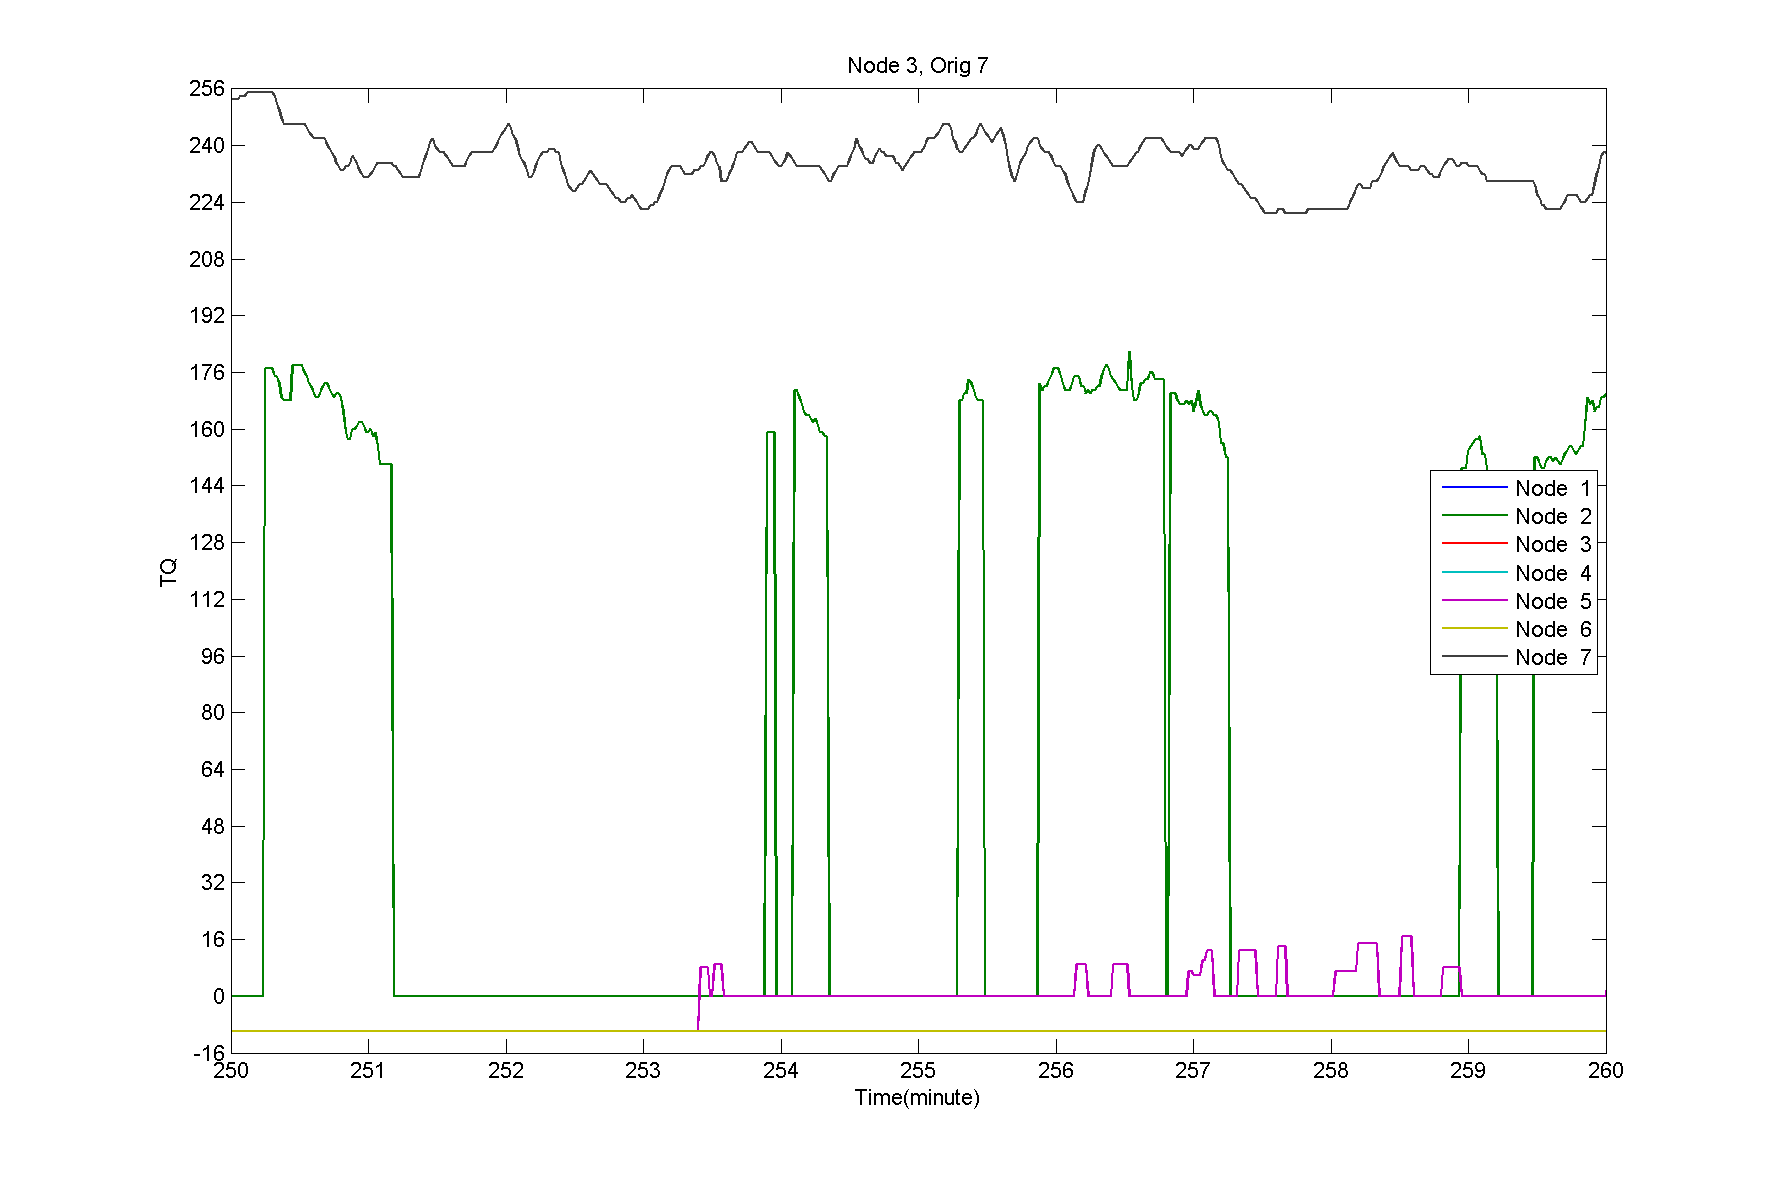 Node 3, Orig 7
256
240
224
208
192
176
160
144
128
112
96
80
64
48
32
16
0
-16
TQ
Node 1
Node 2
Node 3
Node 4
Node 5
Node 6
Node 7
250 251 252 253 254 255 256 257 258 259 260
Time(minute)